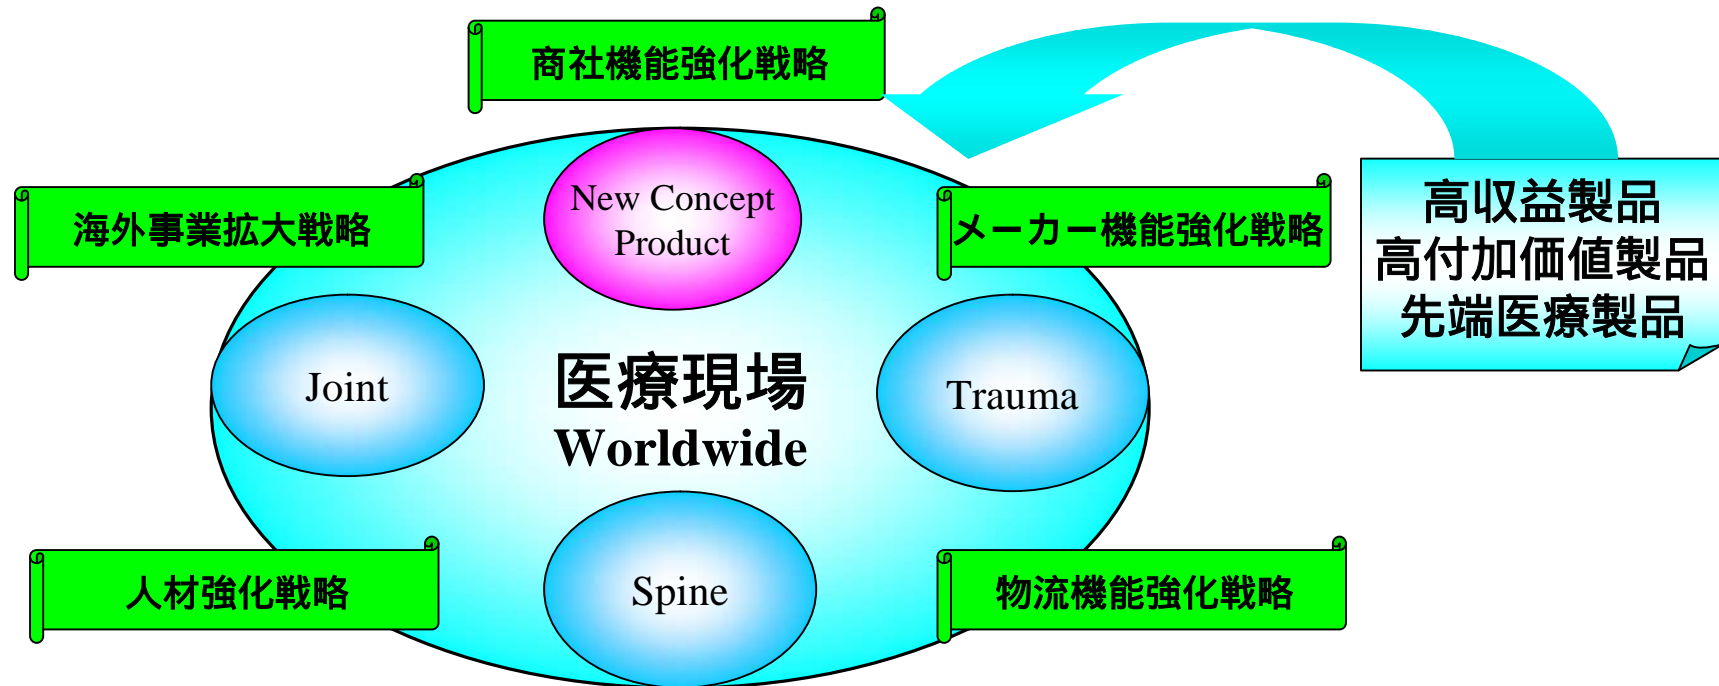 商社機能強化戦略
New Concept
Product
海外事業拡大戦略
メーカー機能強化戦略
高収益製品
高付加価値製品
先端医療製品
Joint
医療現場
Worldwide
Trauma
人材強化戦略
Spine
物流機能強化戦略